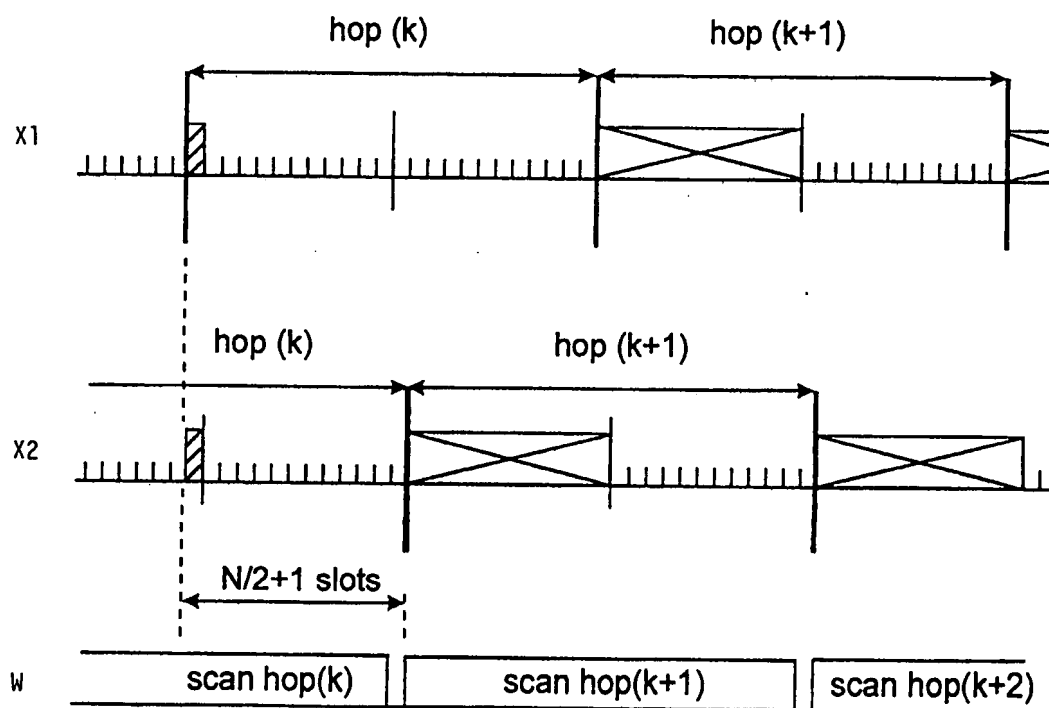 hop (k)
hop (k+1)
X1
hop (k)
hop (k+1)
X2
N/2+1 slots
W
scan hop(k)
scan hop(k+1)
scan hop(k+2)